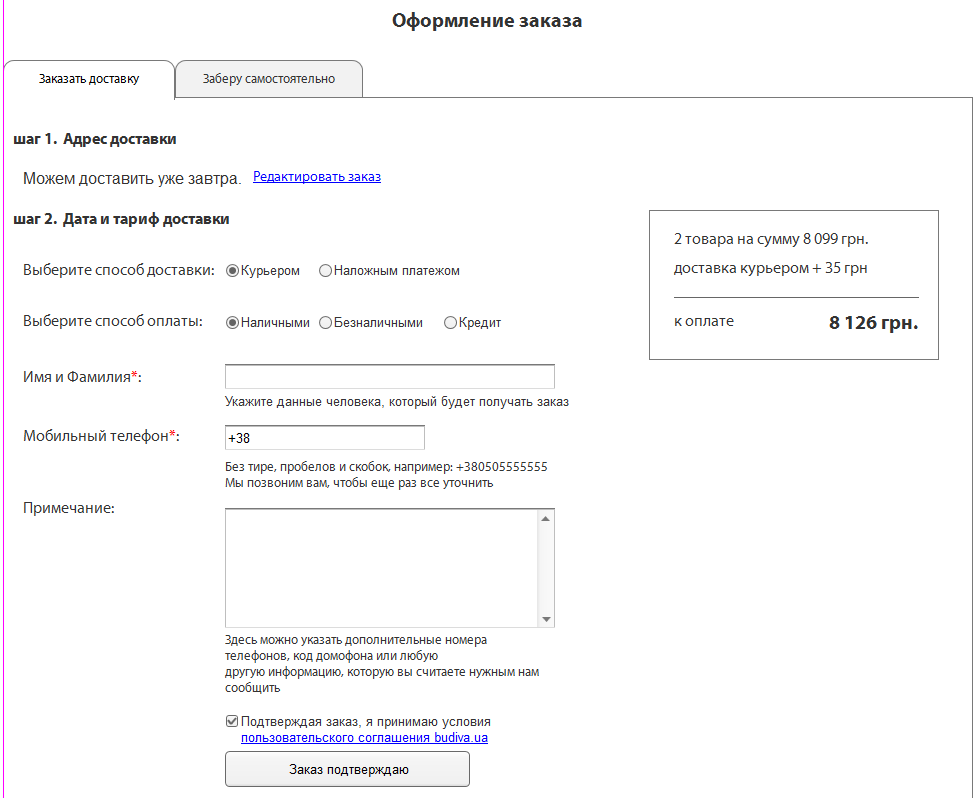 Оформление заказа
Заказать доставку
Заберу самостоятельно
шаг 1. Адрес доставки
Можем доставить уже завтра. Редактировать заказ
шаг 2. Дата и тариф доставки
2 товара на сумму 8 099 грн.
доставка курьером + 35 грн
к оплате 8 126 грн.
Выберите способ доставки: Курьером Наложным платежом
Выберите способ оплаты: Наличными Безналичными Кредит
Имя и Фамилия*:
Укажите данные человека, который будет получать заказ
Мобильный телефон*: +38
Без тире, пробелов и скобок, например: +380505555555
Мы позвоним вам, чтобы еще раз все уточнить
Примечание:
Здесь можно указать дополнительные номера
телефонов, код домофона или любую
другую информацию, которую вы считаете нужным нам
сообщить
Подтверждая заказ, я принимаю условия
пользовательского соглашения budiva.ua
Заказ подтверждаю